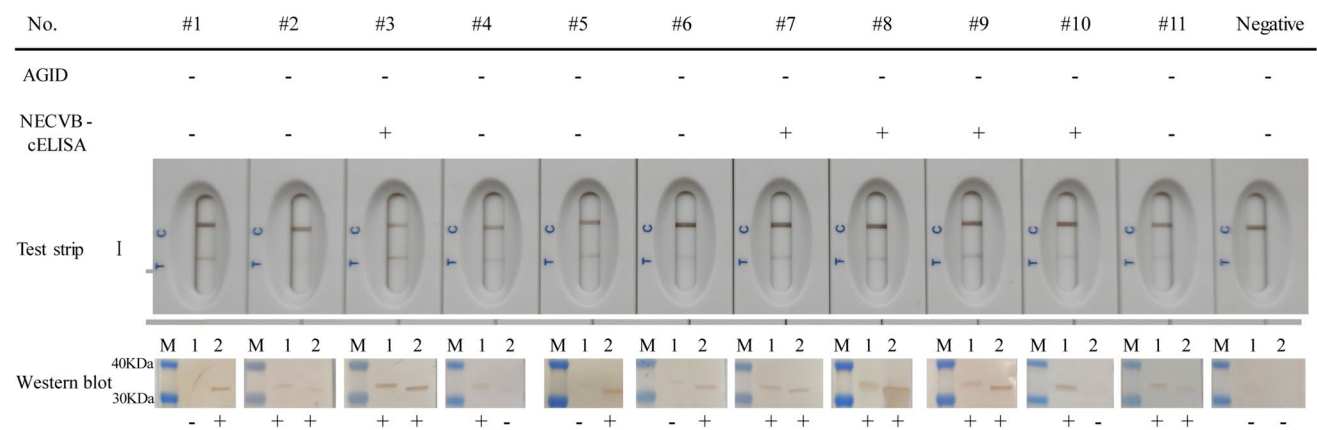 No. #1 #2 #3 #4 #5 #6 #7 #8 #9 #10 #11 Negative
AGID - - - - - - - - - - - -
NECVB -
cELISA - - + - - - + + + + - -
C C C C C C C C C C C C
Test strip I
T T T T T T T T T T T T
M 1 2 M 1 2 M 1 2 M 1 2 M 1 2 M 1 2 M 1 2 M 1 2 M 1 2 M 1 2 M 1 2 M 1 2
40KDa
Western blot
30KDa
- + + + + + + - - + - + + + + + + + + - + + - -